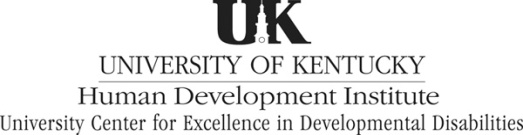 UK
UNIVERSITY OF KENTUCKY
Human Development Institute
University Center for Excellence in Developmental Disabilities